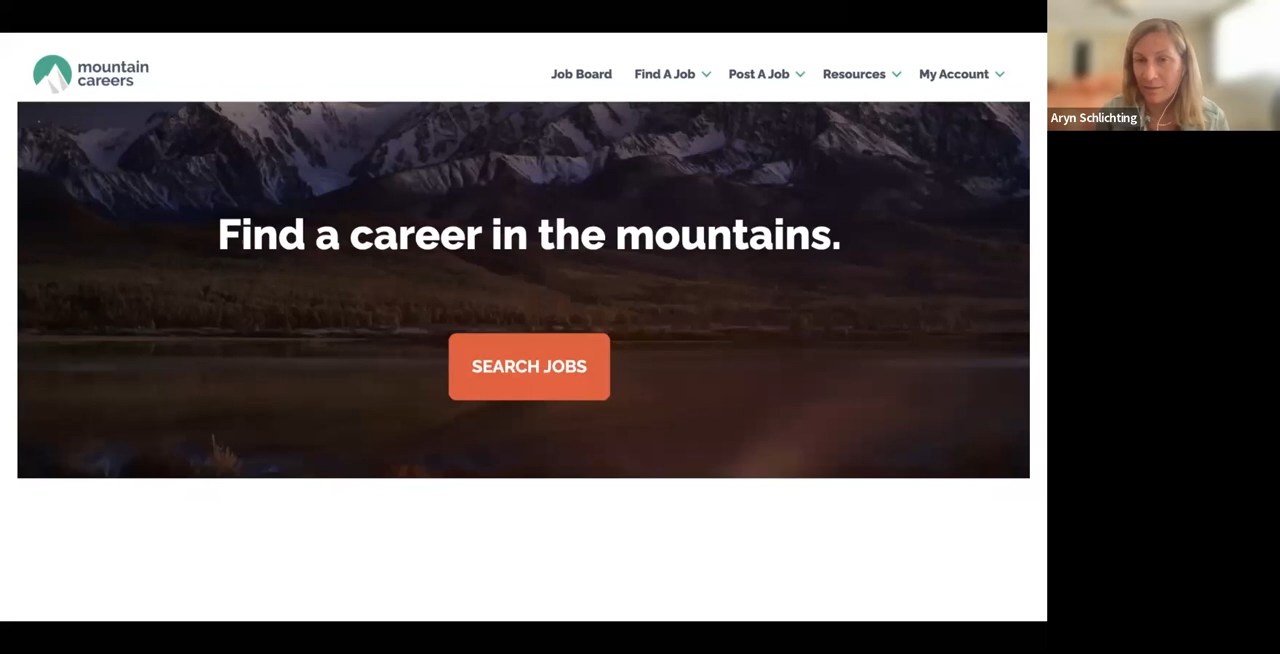 mountain
careers
Job Board Find A Job Post A Job Resources My Account
Aryn Schlichting
Find a career in the mountains.
SEARCH JOBS